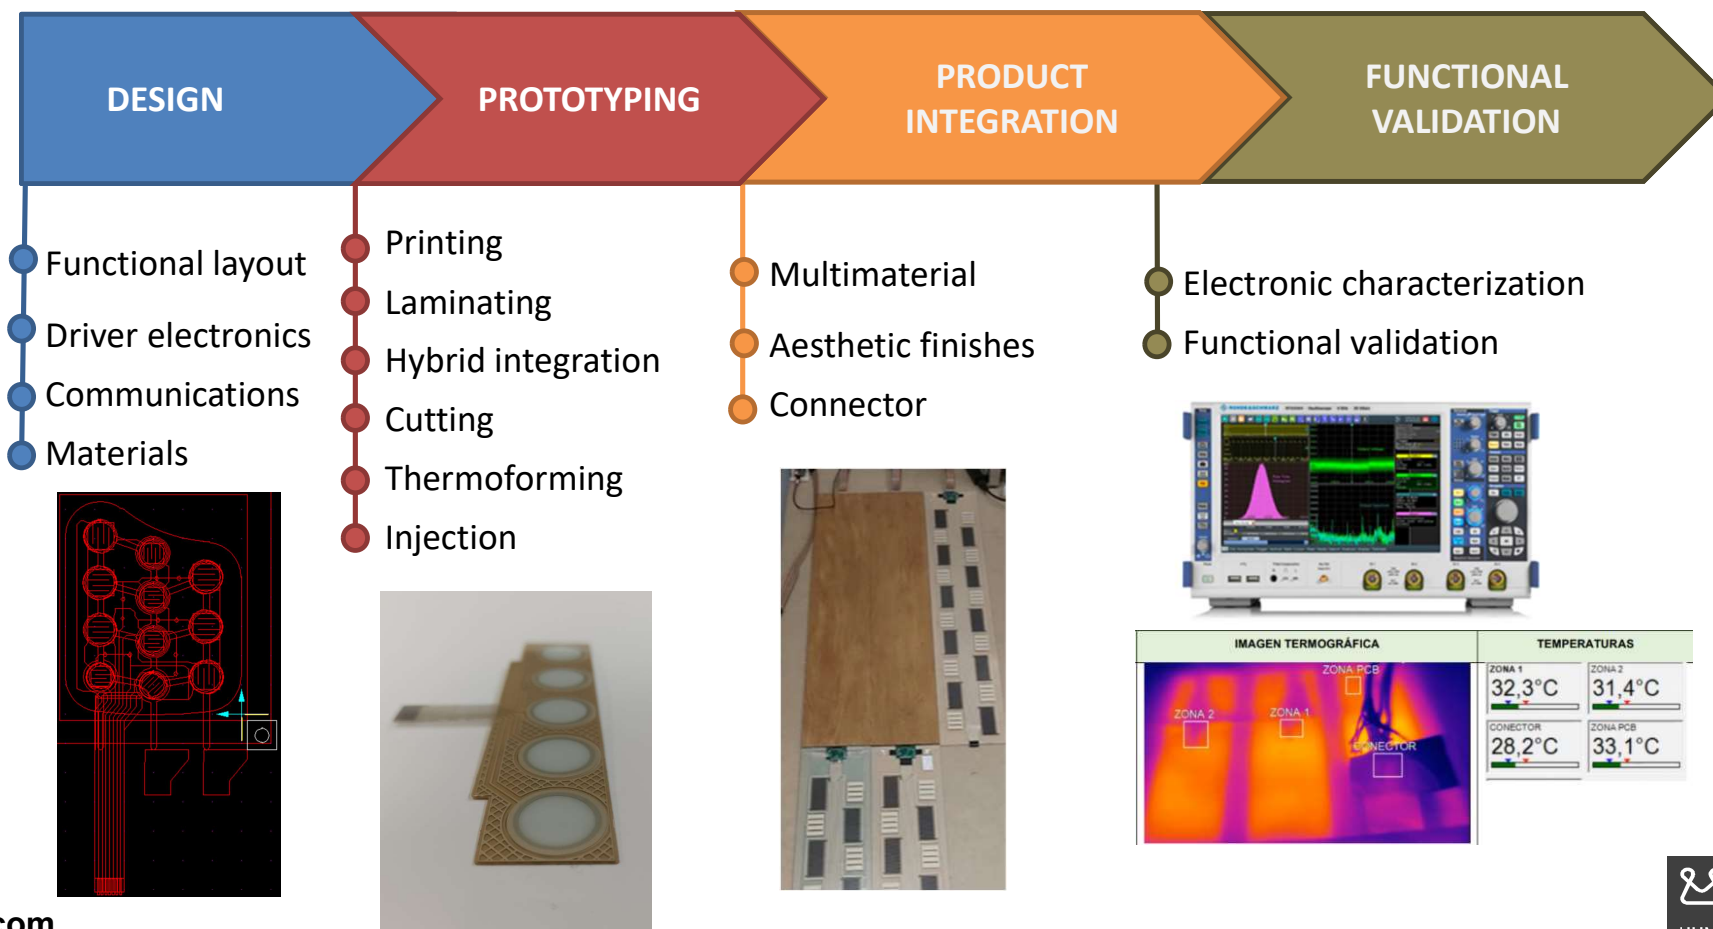 DESIGN
PROTOTYPING
PRODUCT
INTEGRATION
FUNCTIONAL
VALIDATION
Functional layout
Driver electronics
Communications
Materials
Printing
Laminating
Hybrid integration
Cutting
Thermoforming
Injection
Multimaterial
Aesthetic finishes
Connector
Electronic characterization
Functional validation
IMAGEN TERMOGRÁFICA
TEMPERATURAS
ZONA PCB
ZONA 2
ZONA 1
CONECTOR
ZONA 1
32,3°C
ZONA 2
31,4°C
CONECTOR
28,2°C
ZONA PCB
33,1°C
com